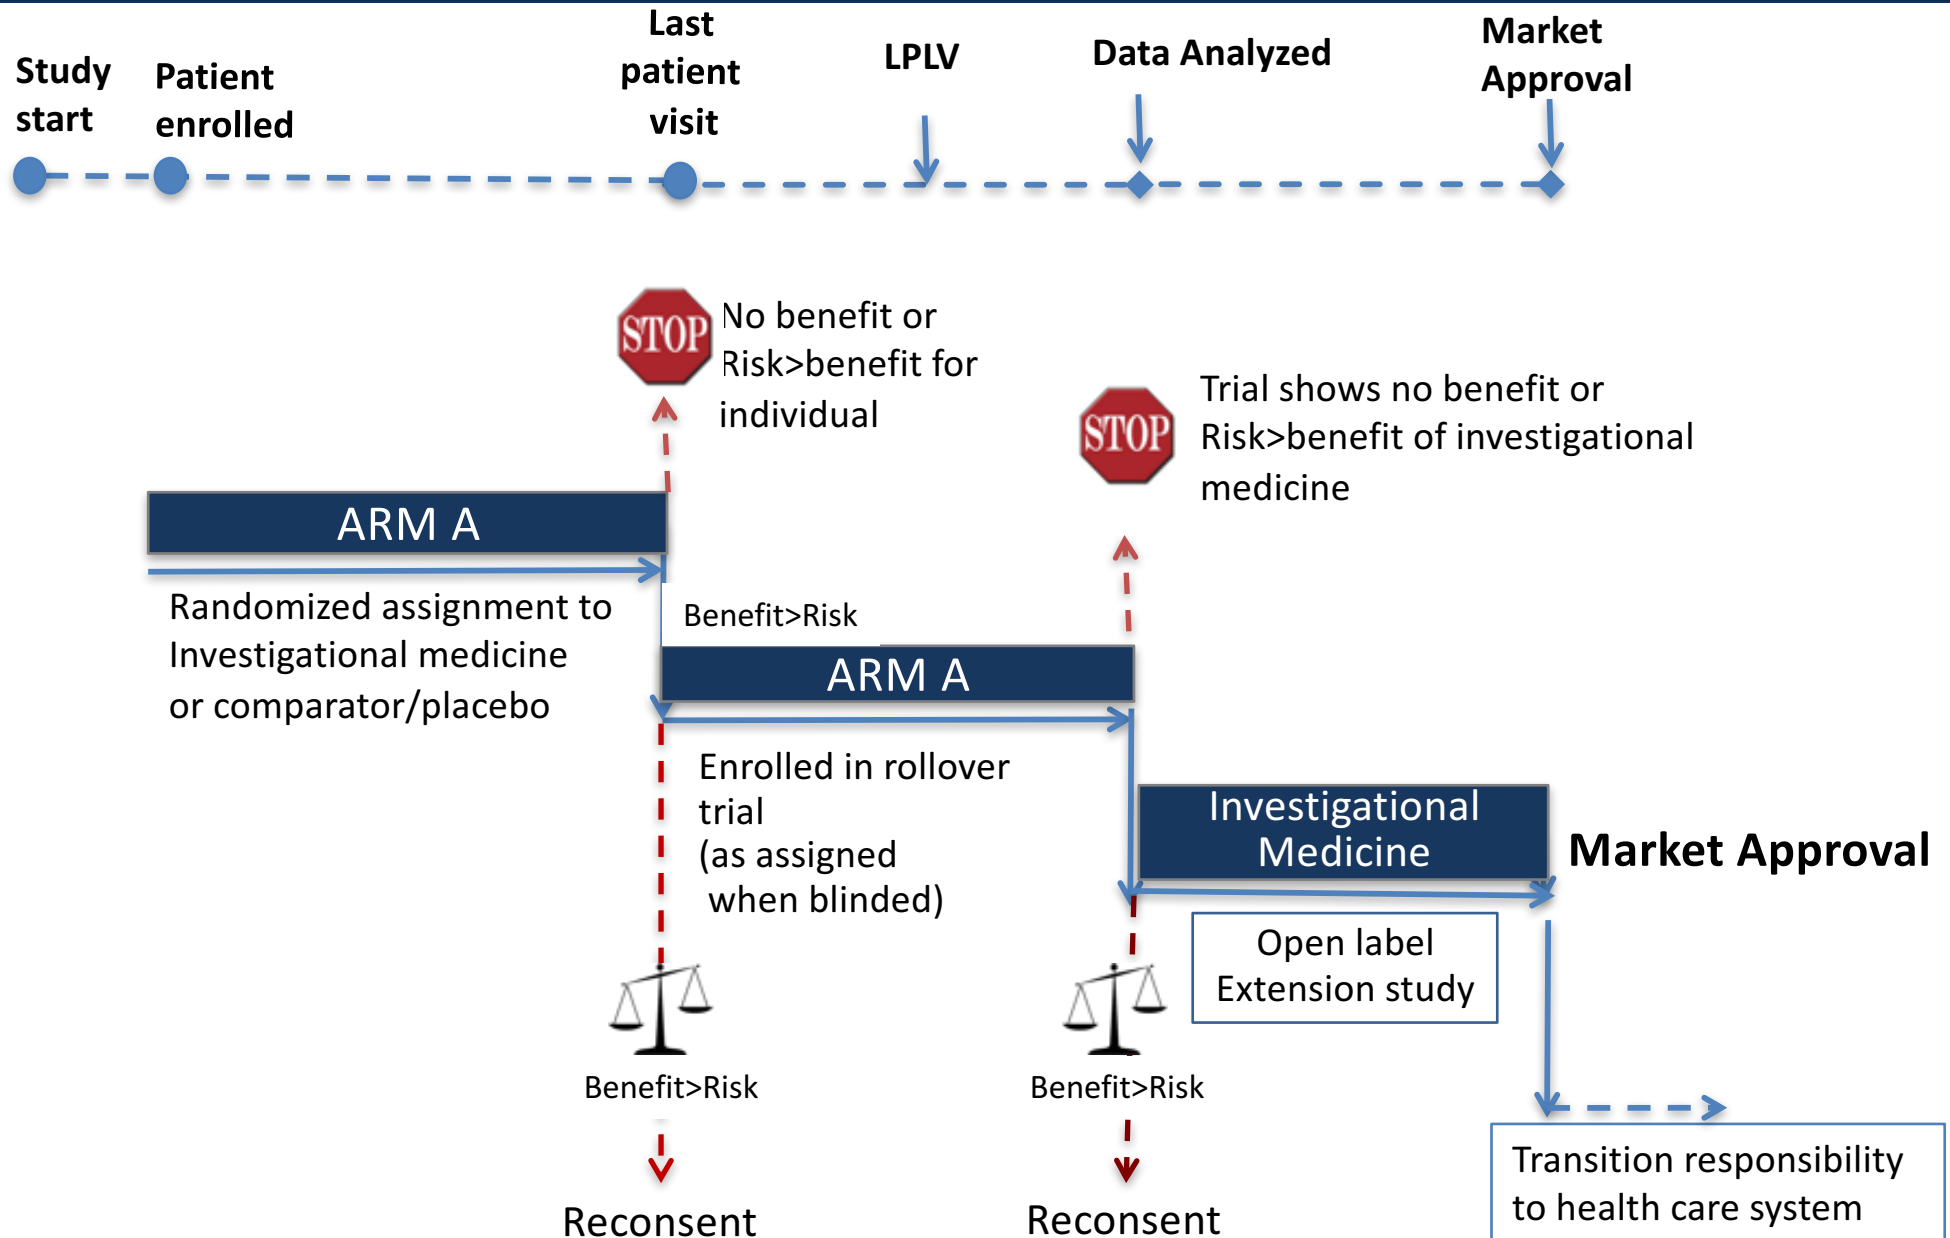 Study
start
Patient
enrolled
Last
patient
visit
LPLV
Data Analyzed
Market
Approval
STOP
No benefit or
Risk>benefit for
individual
STOP
Trial shows no benefit or
Risk>benefit of investigational
medicine
ARM A
Randomized assignment to
Investigational medicine
or comparator/placebo
Benefit>Risk
ARM A
Enrolled in rollover
trial
(as assigned
when blinded)
Investigational
Medicine
Market Approval
Open label
Extension study
Benefit>Risk
Reconsent
Benefit>Risk
Reconsent
Transition responsibility
to health care system